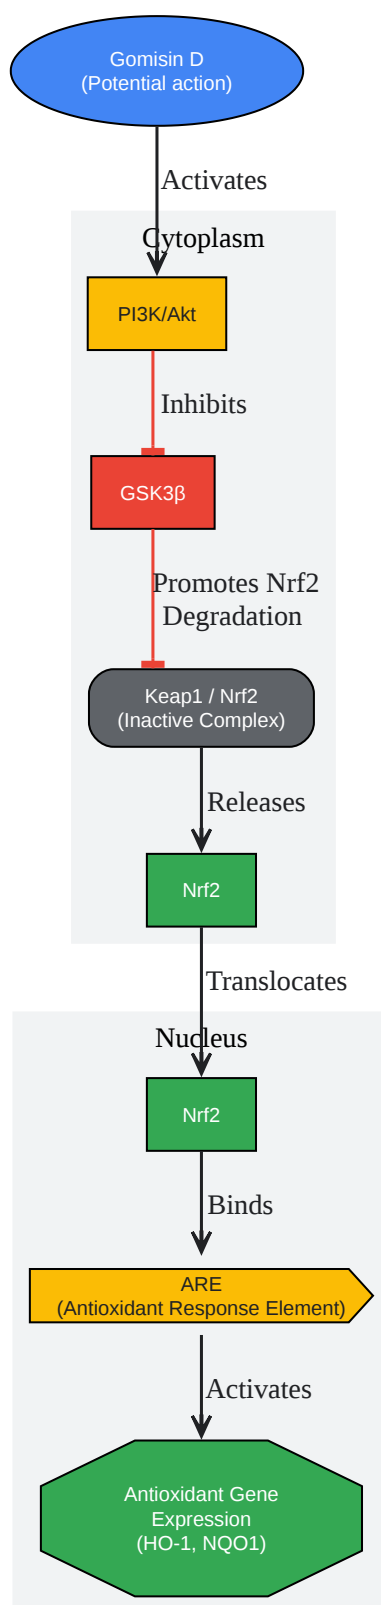 Gomisin D
(Potential action)
Activates
Cytoplasm
PI3K/Akt
Inhibits
GSK3β
Promotes Nrf2
Degradation
Keap1 / Nrf2
(Inactive Complex)
Releases
Nrf2
Translocates
Nucleus
Nrf2
Binds
ARE
(Antioxidant Response Element)
Activates
Antioxidant Gene
Expression
(HO-1, NQO1)